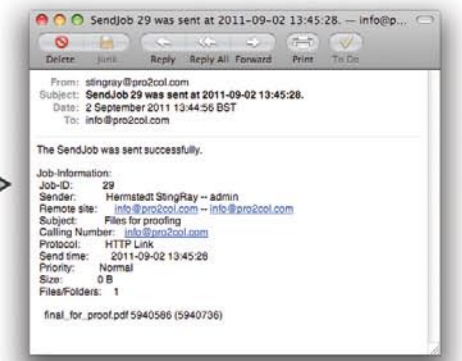 SendJob 29 was sent at 2011-09-02 13:45:28. — info@p...
Delete Junk Reply Reply All Forward Print To Do
From: stingray@pro2col.com
Subject: SendJob 29 was sent at 2011-09-02 13:45:28.
Date: 2 September 2011 13:44:56 BST
To: info@pro2col.com
The SendJob was sent successfully.
Job-Information:
Job-ID: 29
Sender: Hermstedt StingRay -- admin
Remote site: info@pro2col.com -- info@pro2col.com
Subject: Files for proofing
Calling Number: info@pro2col.com
Protocol: HTTP Link
Send time: 2011-09-02 13:45:28
Priority: Normal
Size: 0 B
Files/Folders: 1
final_for_proof.pdf 5940586 (5940736)